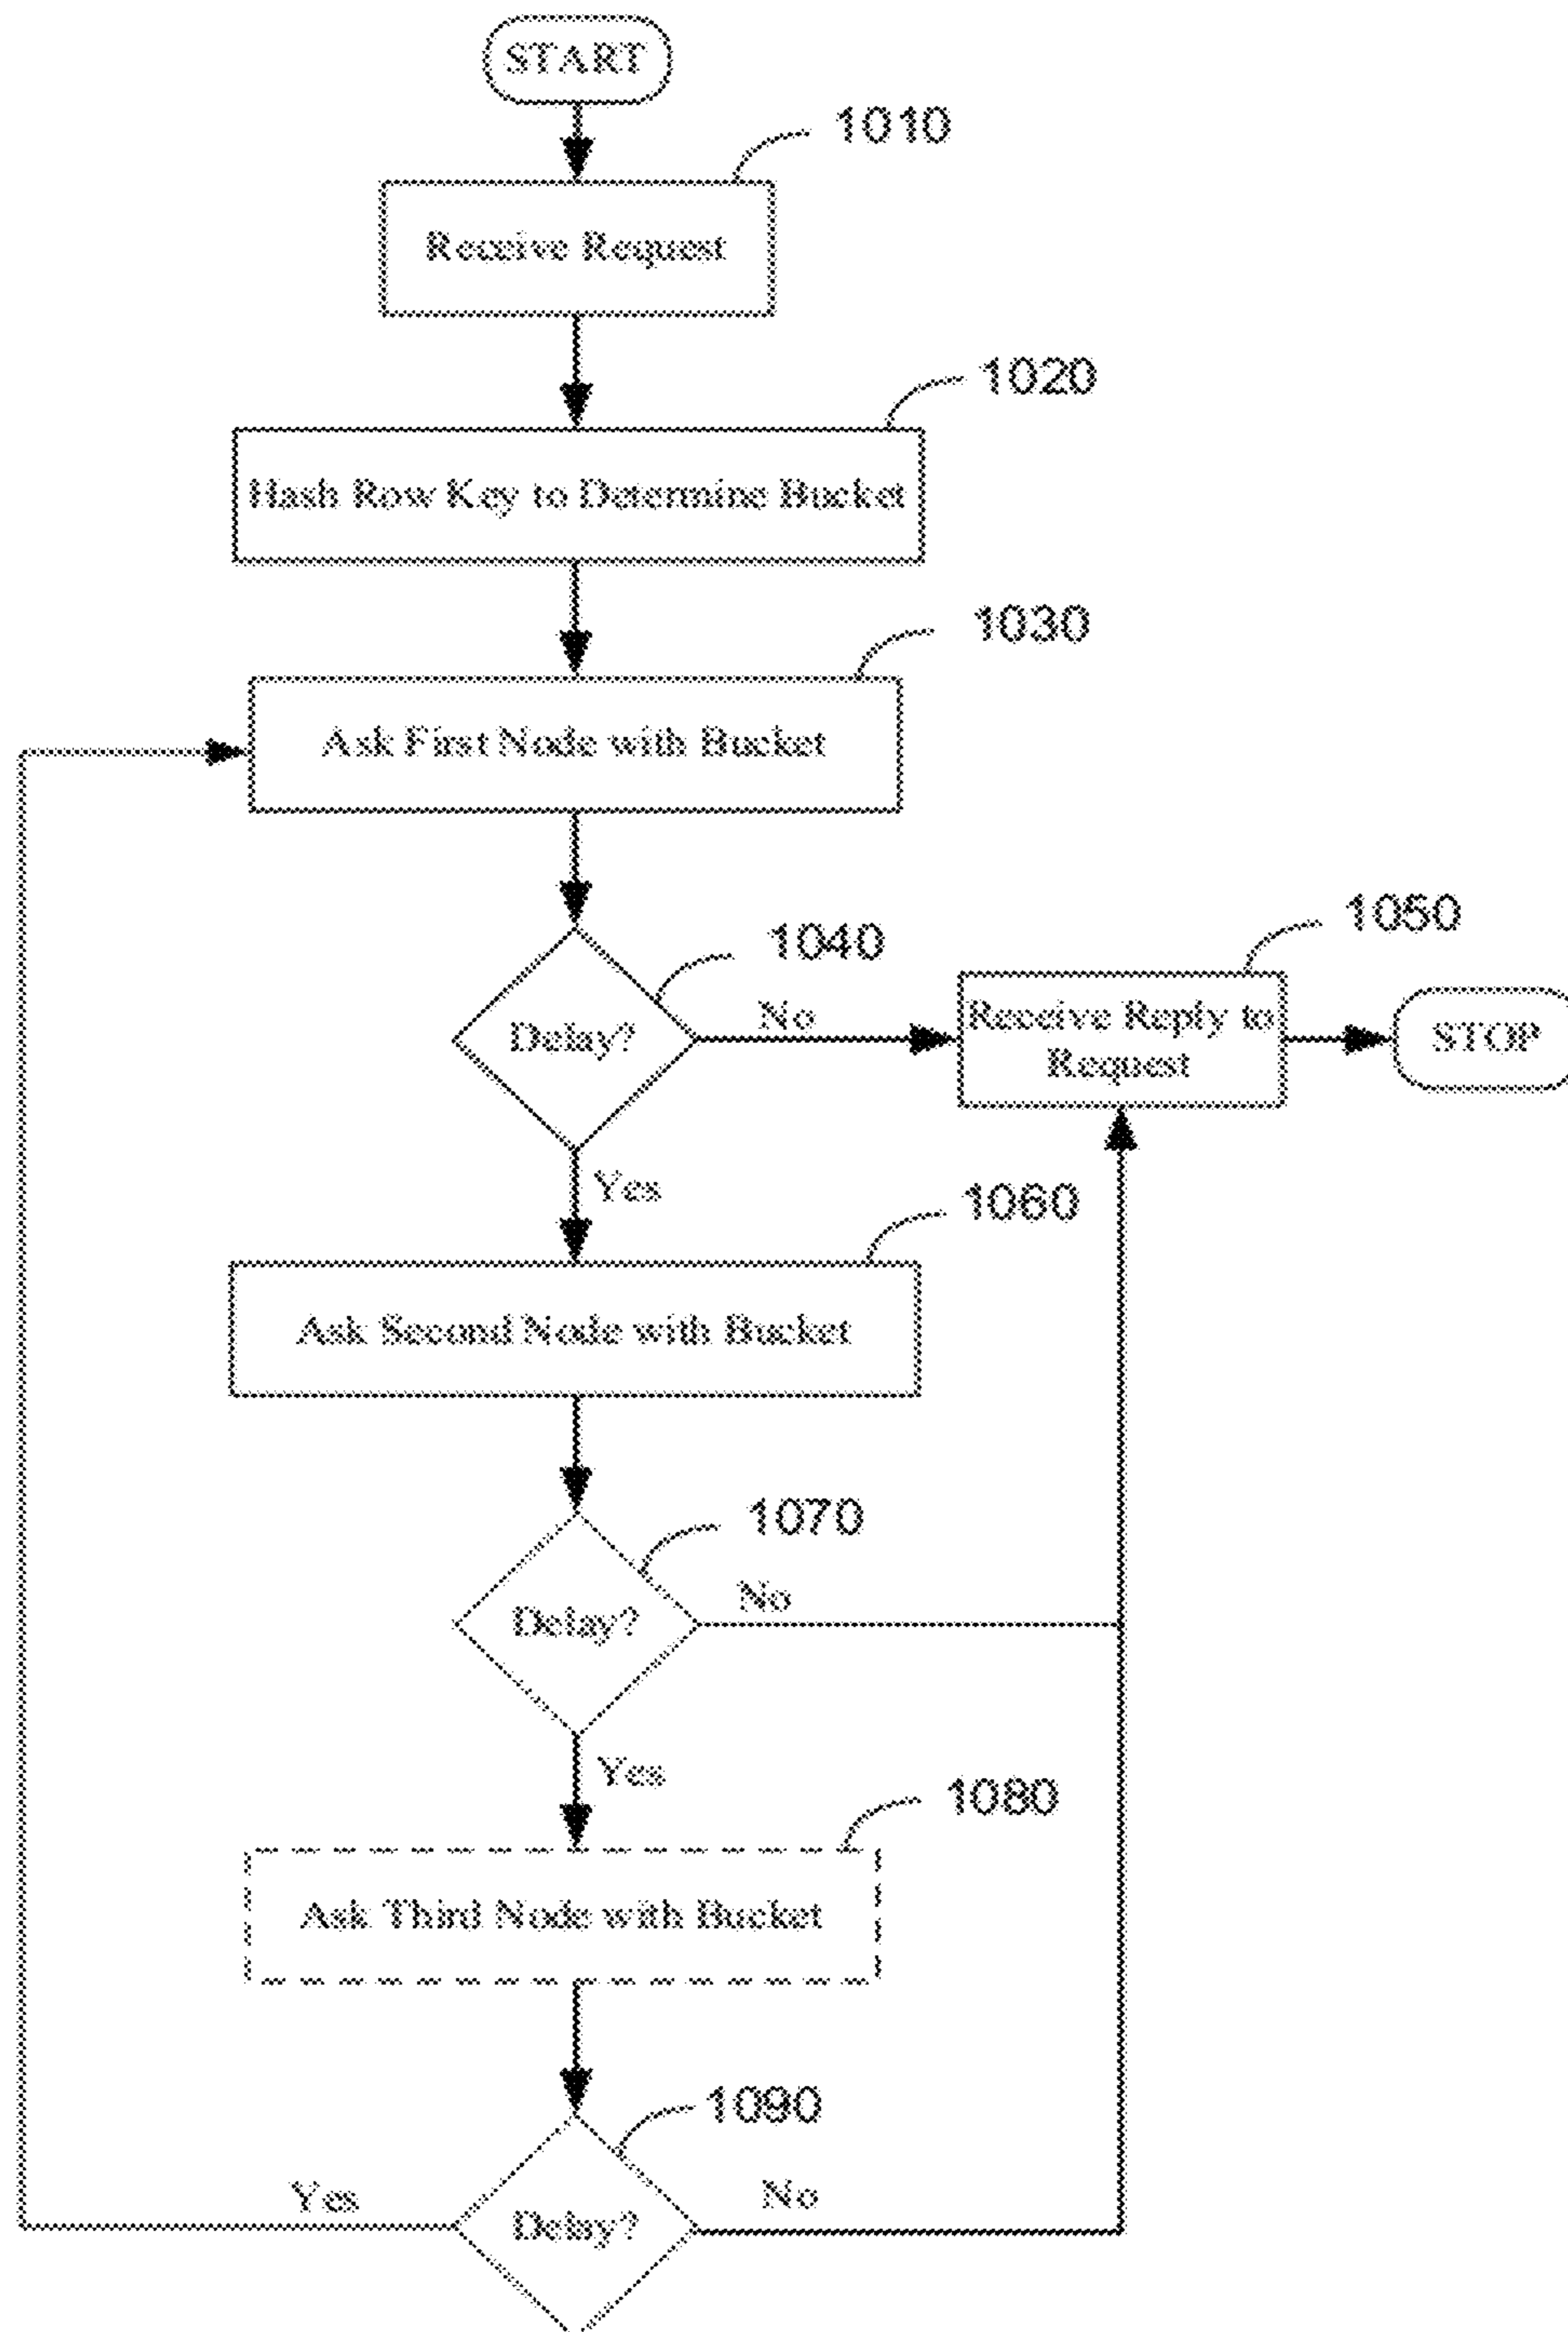 START
1010
Receive Request
1020
Hash Row Key to Determine Bucket
1030
Ask First Node with Bucket
1040
Delay?
No
1050
Receive Reply to
Request
STOP
Yes
1060
Ask Second Node with Bucket
1070
Delay?
No
Yes
1080
Ask Third Node with Bucket
1090
Delay?
Yes
No